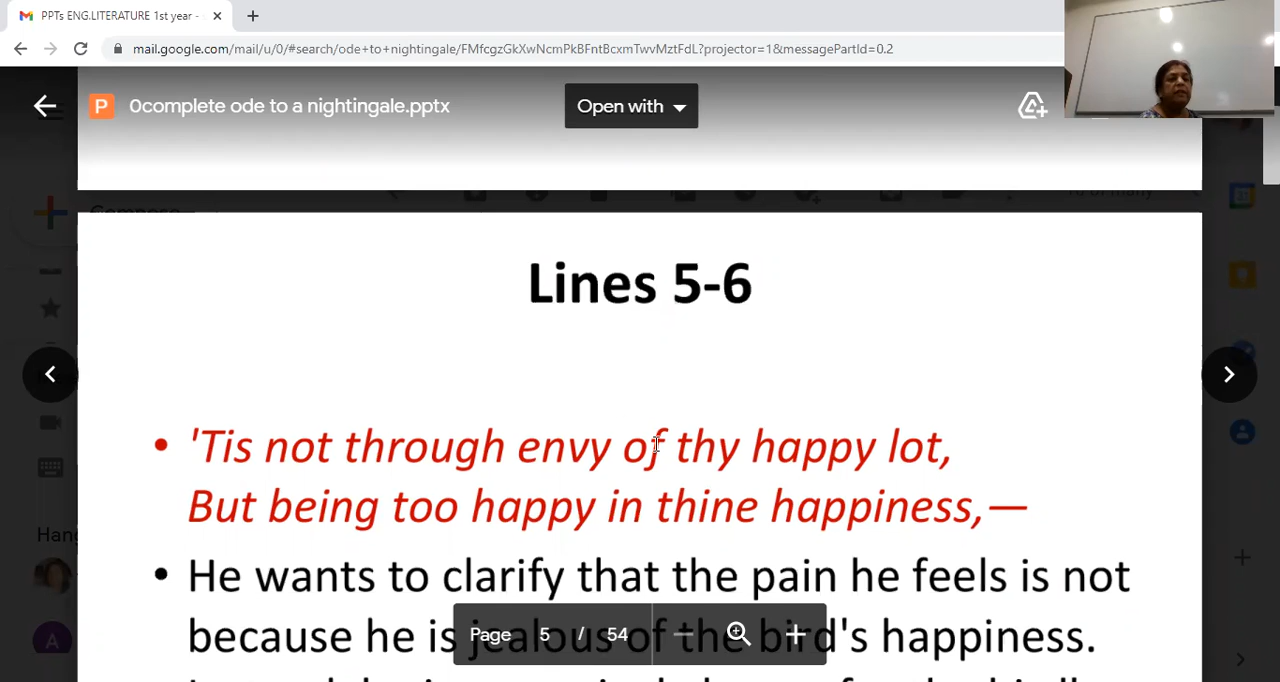 PPTs ENG.LITERATURE 1st year -
mail.google.com/mail/u/0/#search/ode+to+nightingale/FMfcgzGkXwNcmPkBFntBcxmTwvMztFdL?projector=1&messagePartId=0.2
P 0complete ode to a nightingale.pptx Open with
Compose
Lines 5-6
• 'Tis not through envy of thy happy lot,
But being too happy in thine happiness,—
Hang
• He wants to clarify that the pain he feels is not
because he is jealous of the bird's happiness.
Page 5 / 54
A